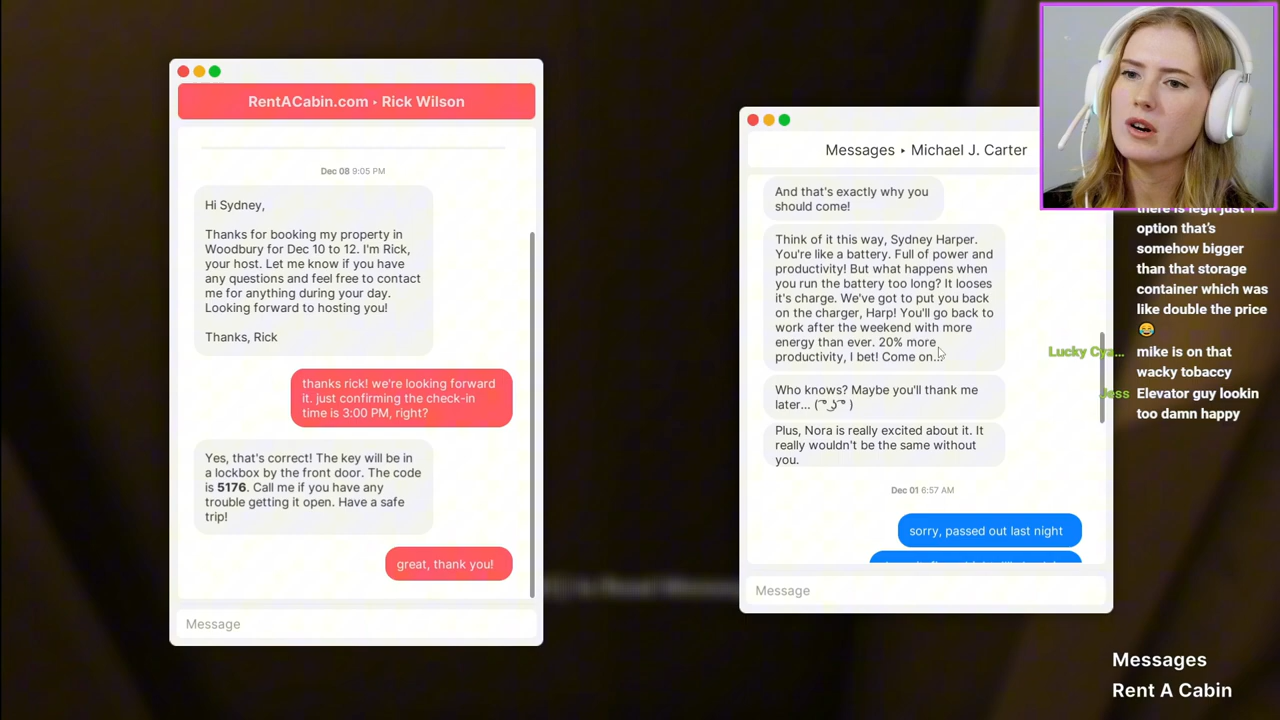 RentACabin.com ▸ Rick Wilson
Dec 08 9:05 PM
Hi Sydney,
Thanks for booking my property in
Woodbury for Dec 10 to 12. I'm Rick,
your host. Let me know if you have
any questions and feel free to contact
me for anything during your day.
Looking forward to hosting you!
Thanks, Rick
thanks rick! we're looking forward
it. just confirming the check-in
time is 3:00 PM, right?
Yes, that's correct! The key will be in
a lockbox by the front door. The code
is 5176. Call me if you have any
trouble getting it open. Have a safe
trip!
great, thank you!
Message
Messages ▸ Michael J. Carter
And that's exactly why you
should come!
Think of it this way, Sydney Harper.
You're like a battery. Full of power and
productivity! But what happens when
you run the battery too long? It looses
it's charge. We've got to put you back
on the charger, Harp! You'll go back to
work after the weekend with more
energy than ever. 20% more
productivity, I bet! Come on...
Who knows? Maybe you'll thank me
later... ( ͡° ͜ʖ ͡° )
Plus, Nora is really excited about it. It
really wouldn't be the same without
you.
Dec 01 6:57 AM
sorry, passed out last night
Message
there is legit just 1
option that's
somehow bigger
than that storage
container which was
like double the price
😂
Lucky Cya... mike is on that
wacky tobaccy
Jess Elevator guy lookin
too damn happy
Messages
Rent A Cabin